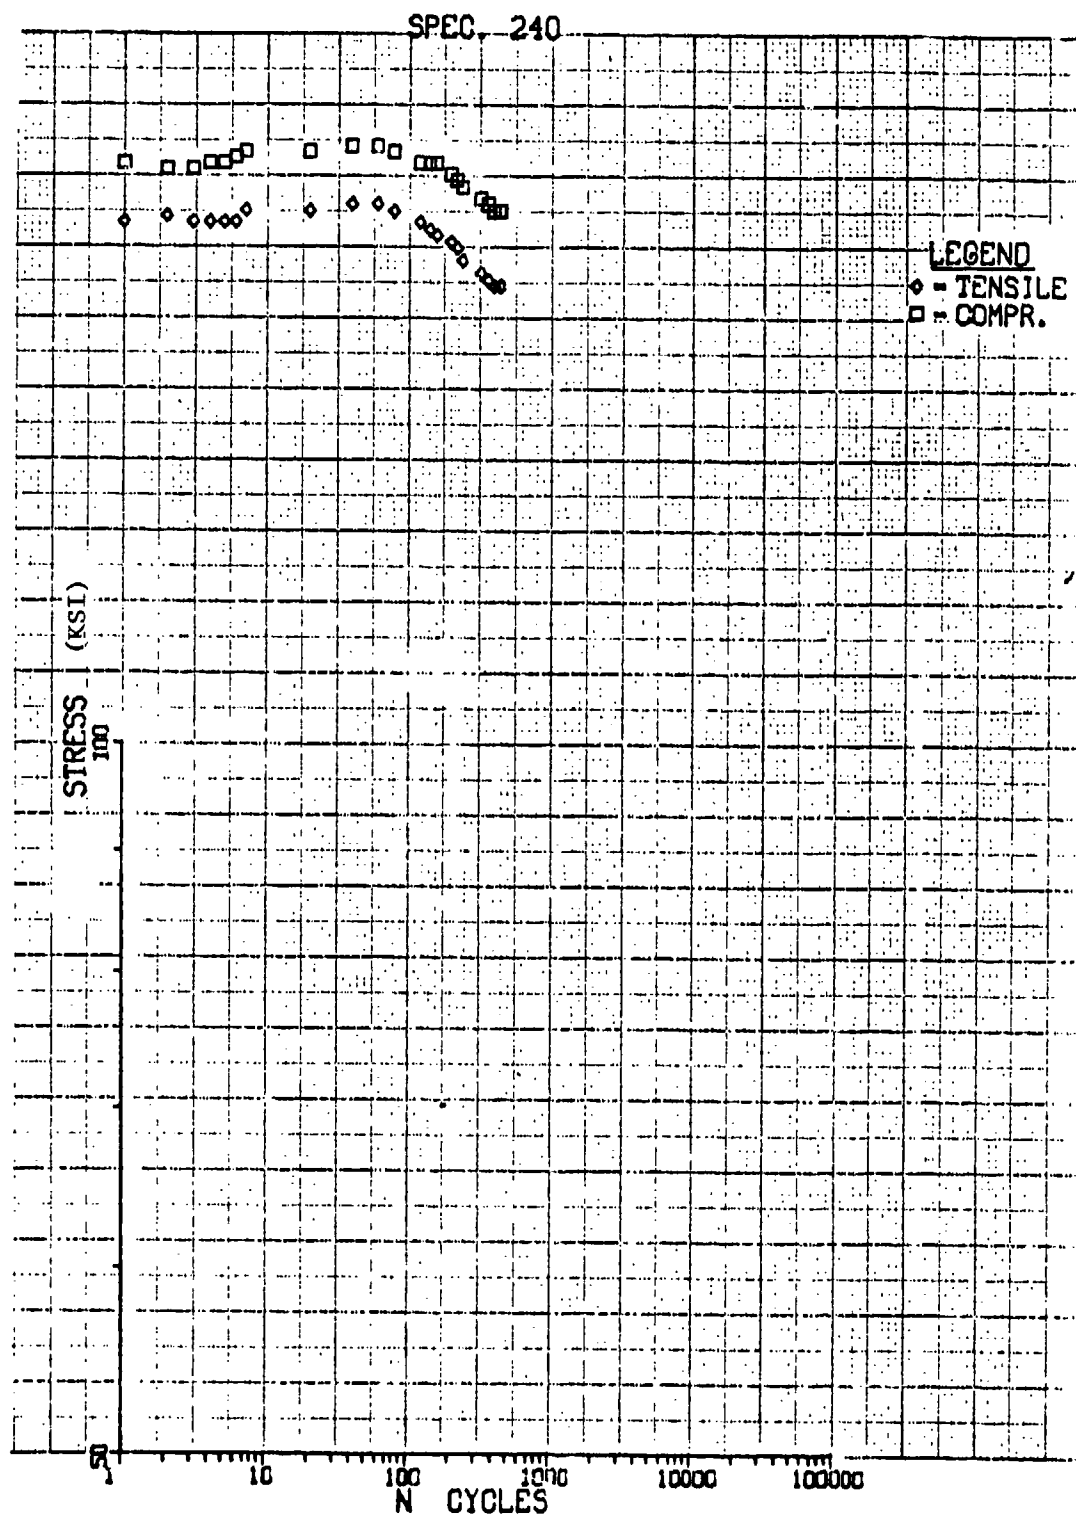 SPEC. 240
LEGEND
◇ - TENSILE
□ - COMPR.
STRESS (KSI)
100
50
1 10 100 1000 10000 100000
N CYCLES